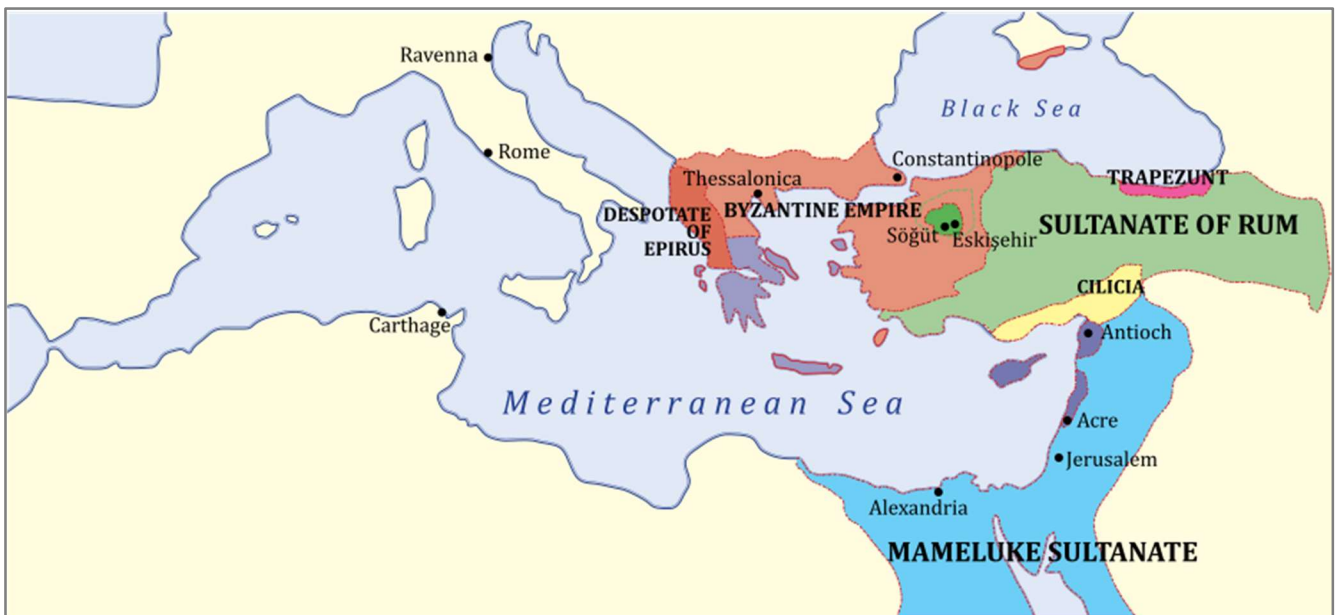 Ravenna
Black Sea
Rome
Constantinopole
Thessalonica
TRAPEZUNT
DESPOTATE
OF
EPIRUS
BYZANTINE EMPIRE
SULTANATE OF RUM
Söğüt
Eskişehir
CILICIA
Carthage
Antioch
Mediterranean Sea
Acre
Jerusalem
Alexandria
MAMELUKE SULTANATE